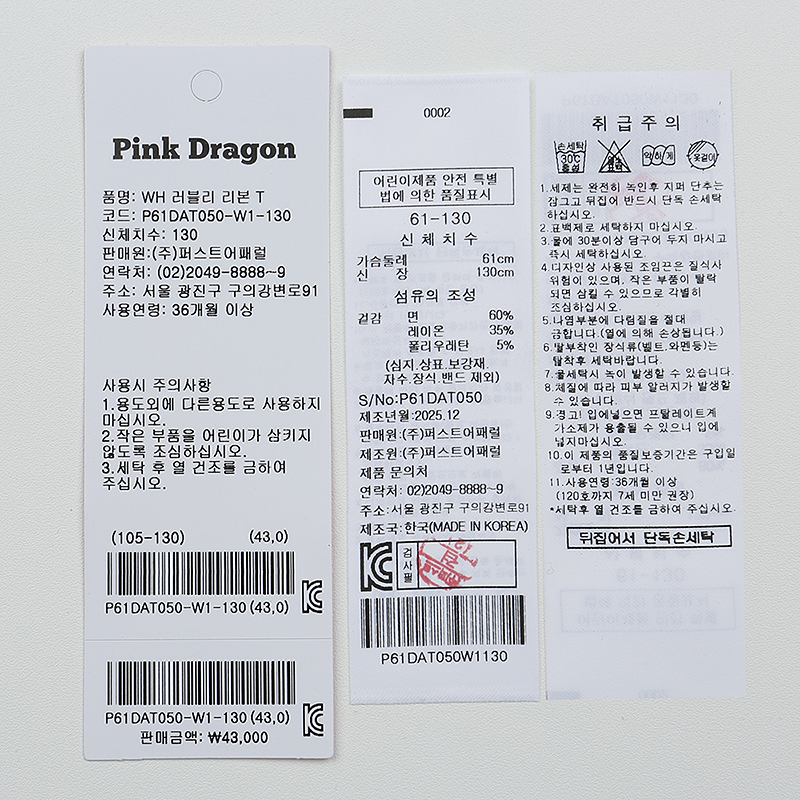 Pink Dragon
품명: WH 러블리 리본 T
코드: P61DAT050-W1-130
신체치수: 130
판매원:(주)퍼스트어패럴
연락처: (02)2049-8888~9
주소: 서울 광진구 구의강변로91
사용연령: 36개월 이상
사용시 주의사항
1.용도외에 다른용도로 사용하지
마십시오.
2.작은 부품을 어린이가 삼키지
않도록 조심하십시오.
3.세탁 후 열 건조를 금하여
주십시오.
(105-130) (43,0)
P61DAT050-W1-130 (43,0)
P61DAT050-W1-130 (43,0)
판매금액: ₩43,000
0002
어린이제품 안전 특별
법에 의한 품질표시
61-130
신 체 치 수
가슴둘레 61cm
신 장 130cm
섬유의 조성
겉감 면 60%
레이온 35%
폴리우레탄 5%
(심지.상표.보강재.
자수.장식.밴드 제외)
S/No:P61DAT050
제조년월:2025.12
판매원:(주)퍼스트어패럴
제조원:(주)퍼스트어패럴
제품 문의처
연락처: 02)2049-8888~9
주소:서울 광진구 구의강변로91
제조국:한국(MADE IN KOREA)
검사필
P61DAT050W1130
취 급 주 의
손세탁
30℃
중성
약하게
옷걸이
1.세제는 완전히 녹인후 지퍼 단추는
잠그고 뒤집어 반드시 단독 손세탁
하십시오.
2.표백제로 세탁하지 마십시오.
3.물에 30분이상 담구어 두지 마시고
즉시 세탁하십시오.
4.디자인상 사용된 조임끈은 질식사
위험이 있으며, 작은 부품이 탈락
되면 삼킬 수 있으므로 각별히
조심하십시오.
5.나염부분에 다림질을 절대
금합니다.(열에 의해 손상됩니다.)
6.탈부착인 장식류(벨트.와펜등)는
탈착후 세탁바랍니다.
7.물세탁시 녹이 발생할 수 있습니다.
8.체질에 따라 피부 알러지가 발생할
수 있습니다.
9.경고! 입에넣으면 프탈레이트계
가소제가 용출될 수 있으니 입에
넣지마십시오.
10.이 제품의 품질보증기간은 구입일
로부터 1년입니다.
11.사용연령:36개월 이상
(120호까지 7세 미만 권장)
*세탁후 열 건조를 금하여 주십시오.
뒤집어서 단독손세탁